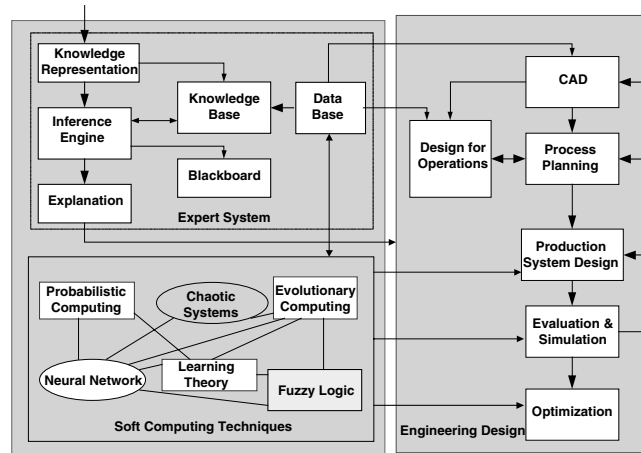 Knowledge
Representation
Inference
Engine
Explanation
Knowledge
Base
Blackboard
Data
Base
Expert System
Probabilistic
Computing
Chaotic
Systems
Evolutionary
Computing
Neural Network
Learning
Theory
Fuzzy Logic
Soft Computing Techniques
CAD
Design for
Operations
Process
Planning
Production
System Design
Evaluation &
Simulation
Optimization
Engineering Design